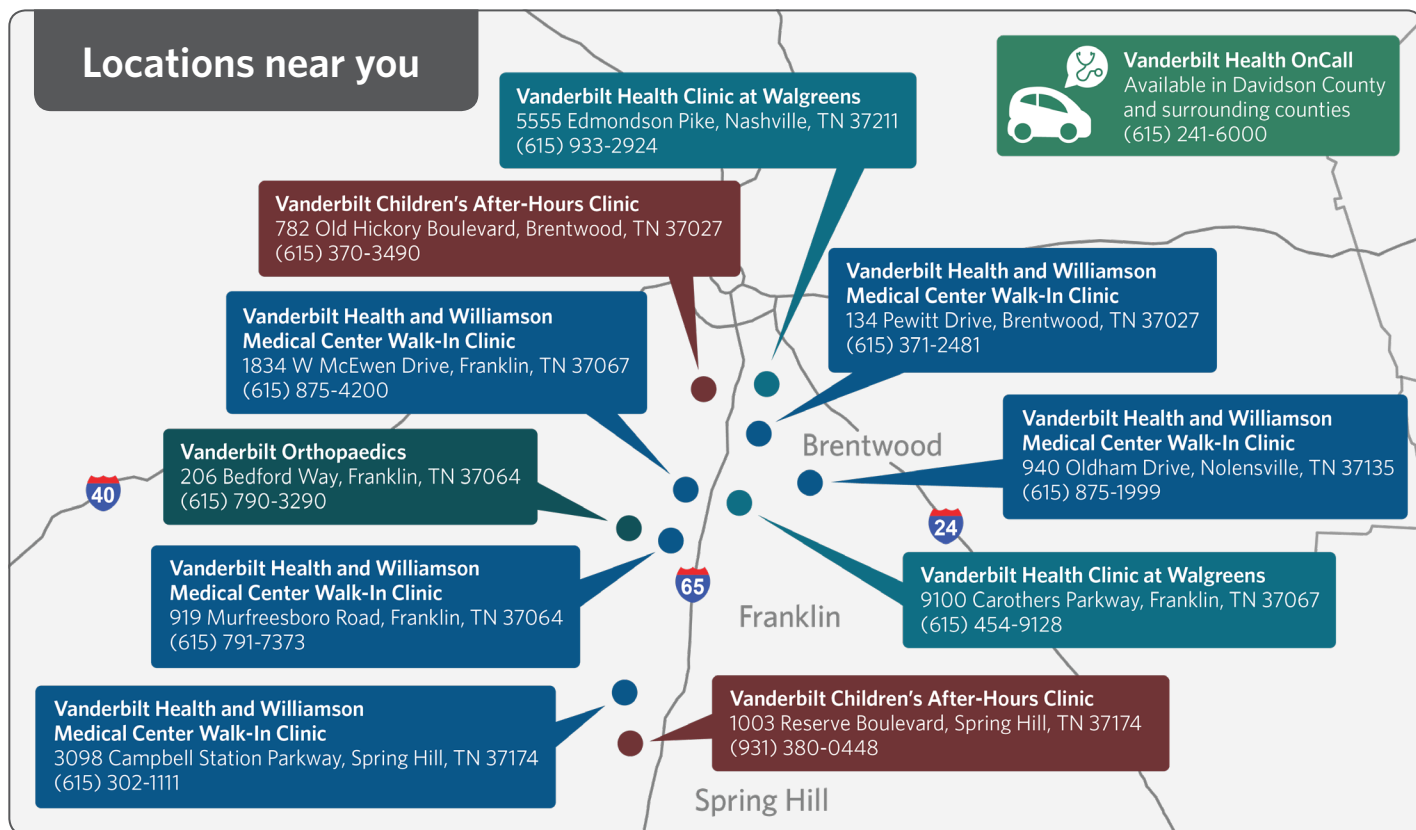 Locations near you
Vanderbilt Health OnCall
Available in Davidson County
and surrounding counties
(615) 241-6000
Vanderbilt Health Clinic at Walgreens
5555 Edmondson Pike, Nashville, TN 37211
(615) 933-2924
Vanderbilt Children’s After-Hours Clinic
782 Old Hickory Boulevard, Brentwood, TN 37027
(615) 370-3490
Vanderbilt Health and Williamson
Medical Center Walk-In Clinic
134 Pewitt Drive, Brentwood, TN 37027
(615) 371-2481
Vanderbilt Health and Williamson
Medical Center Walk-In Clinic
1834 W McEwen Drive, Franklin, TN 37067
(615) 875-4200
Brentwood
Vanderbilt Health and Williamson
Medical Center Walk-In Clinic
940 Oldham Drive, Nolensville, TN 37135
(615) 875-1999
Vanderbilt Orthopaedics
206 Bedford Way, Franklin, TN 37064
(615) 790-3290
40
24
Vanderbilt Health and Williamson
Medical Center Walk-In Clinic
919 Murfreesboro Road, Franklin, TN 37064
(615) 791-7373
65
Franklin
Vanderbilt Health Clinic at Walgreens
9100 Carothers Parkway, Franklin, TN 37067
(615) 454-9128
Vanderbilt Health and Williamson
Medical Center Walk-In Clinic
3098 Campbell Station Parkway, Spring Hill, TN 37174
(615) 302-1111
Vanderbilt Children’s After-Hours Clinic
1003 Reserve Boulevard, Spring Hill, TN 37174
(931) 380-0448
Spring Hill